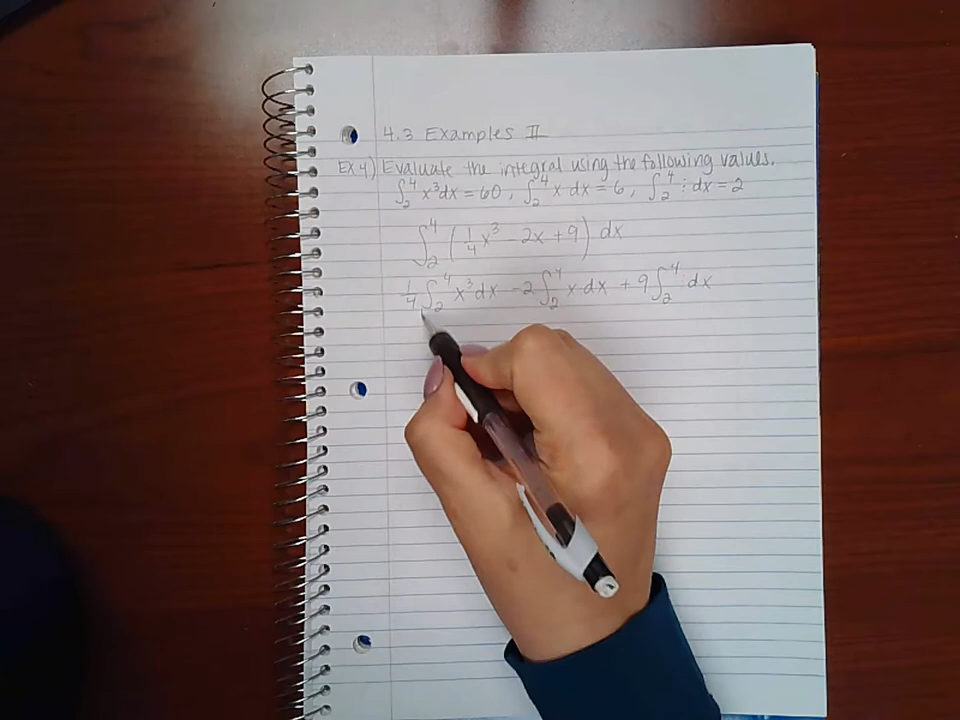 4.3 Examples II
EX 4) Evaluate the integral using the following values.
∫₂⁴ x³dx = 60, ∫₂⁴ x dx = 6, ∫₂⁴ : dx = 2
∫₂⁴ (1/4 x³ - 2x + 9) dx
1/4 ∫₂⁴ x³dx - 2 ∫₂⁴ x dx + 9 ∫₂⁴ dx